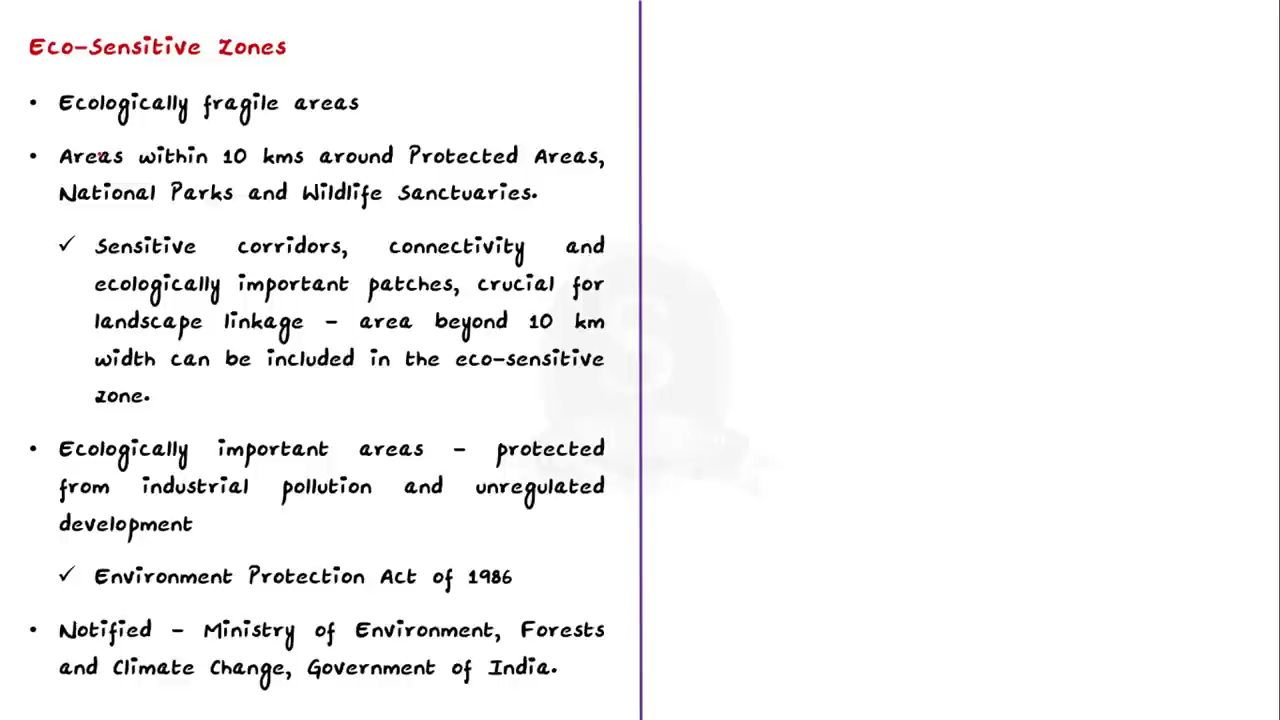 Eco-Sensitive Zones
• Ecologically fragile areas
• Areas within 10 kms around Protected Areas,
National Parks and Wildlife Sanctuaries.
✓ Sensitive corridors, connectivity and
ecologically important patches, crucial for
landscape linkage – area beyond 10 km
width can be included in the eco-sensitive
zone.
• Ecologically important areas – protected
from industrial pollution and unregulated
development
✓ Environment Protection Act of 1986
• Notified – Ministry of Environment, Forests
and Climate Change, Government of India.